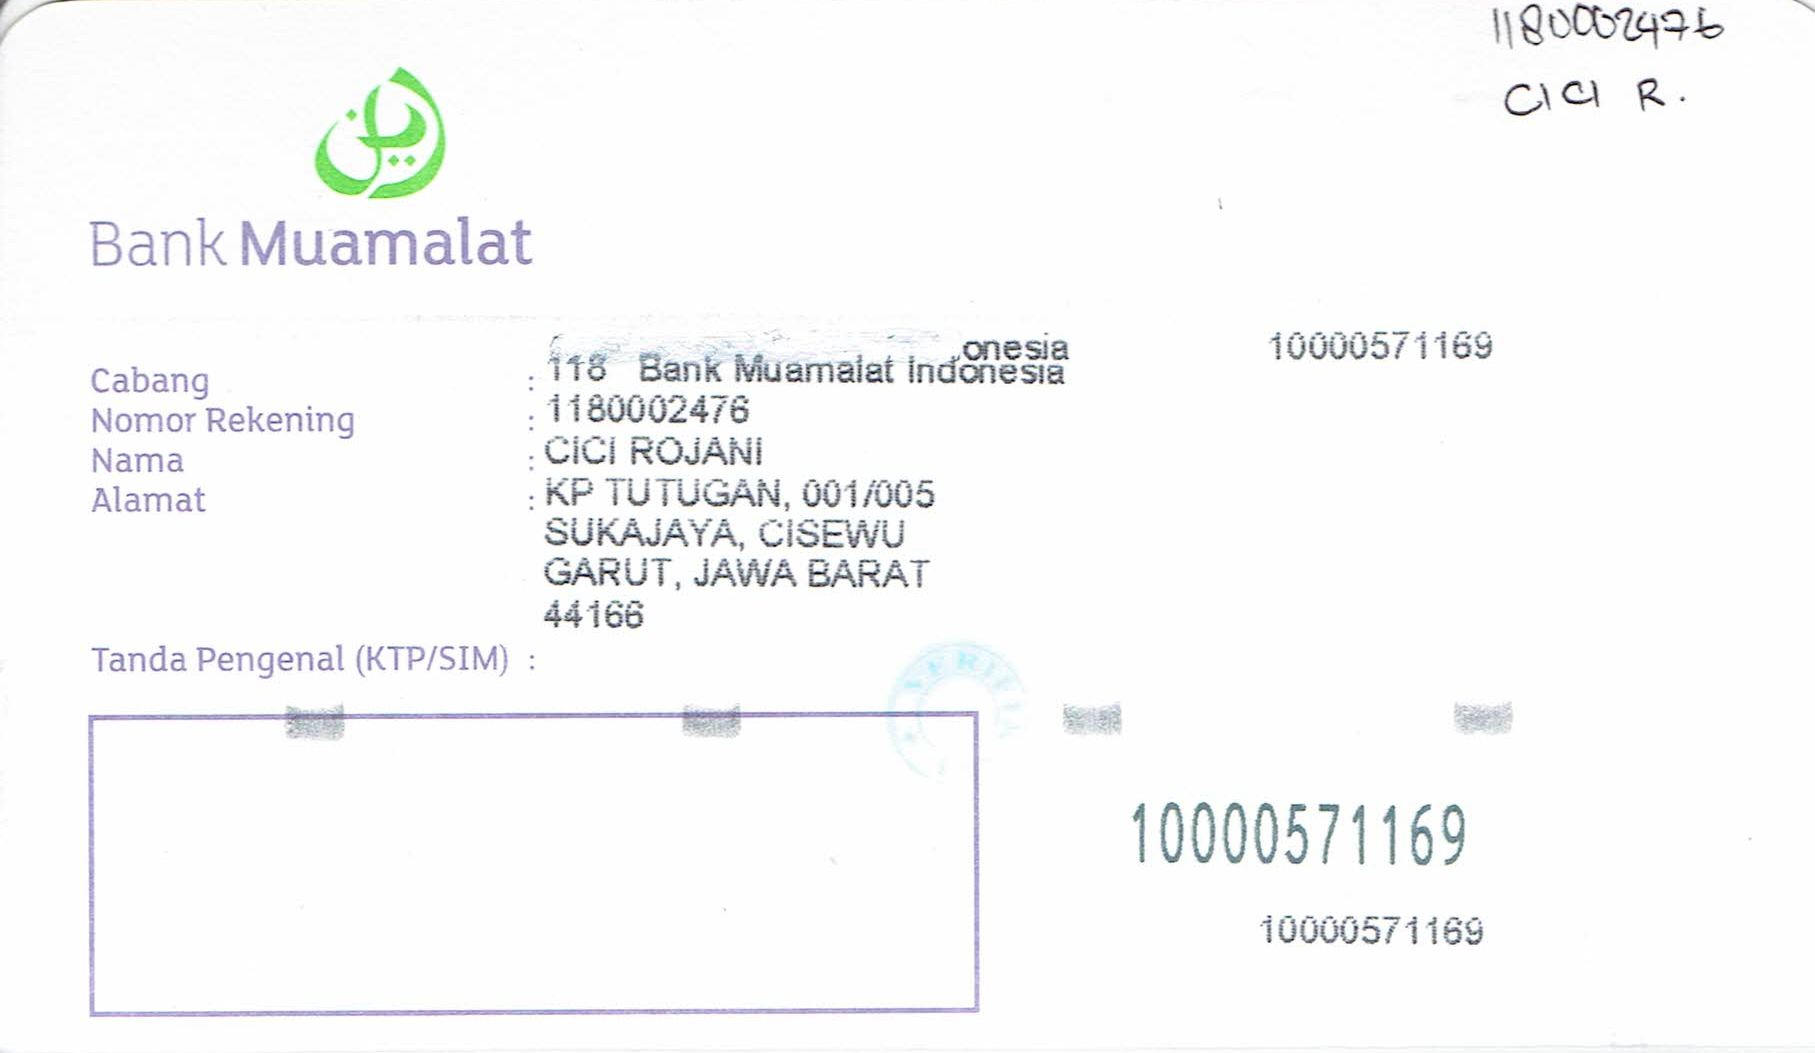 1180002476
CICI R.
Bank Muamalat
onesia 10000571169
Cabang : 118 Bank Muamalat Indonesia
Nomor Rekening : 1180002476
Nama : CICI ROJANI
Alamat : KP TUTUGAN, 001/005
SUKAJAYA, CISEWU
GARUT, JAWA BARAT
44166
Tanda Pengenal (KTP/SIM) :
10000571169
10000571169